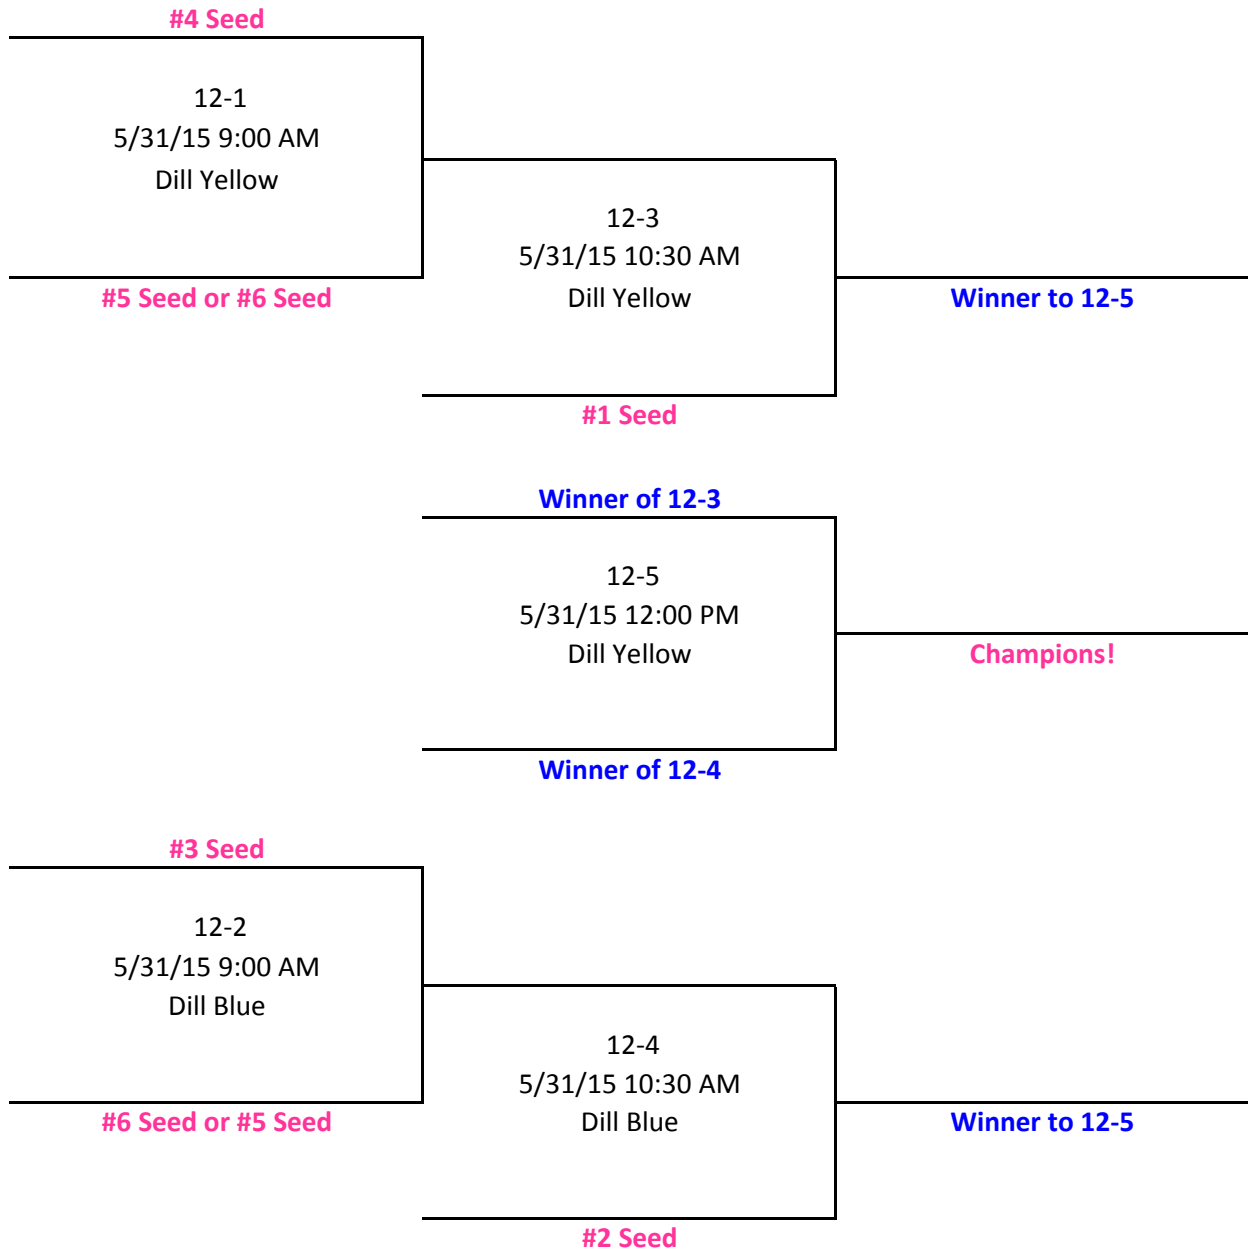 #4 Seed
12-1
5/31/15 9:00 AM
Dill Yellow
#5 Seed or #6 Seed
12-3
5/31/15 10:30 AM
Dill Yellow
#1 Seed
Winner to 12-5
Winner of 12-3
12-5
5/31/15 12:00 PM
Dill Yellow
Winner of 12-4
Champions!
#3 Seed
12-2
5/31/15 9:00 AM
Dill Blue
#6 Seed or #5 Seed
12-4
5/31/15 10:30 AM
Dill Blue
#2 Seed
Winner to 12-5